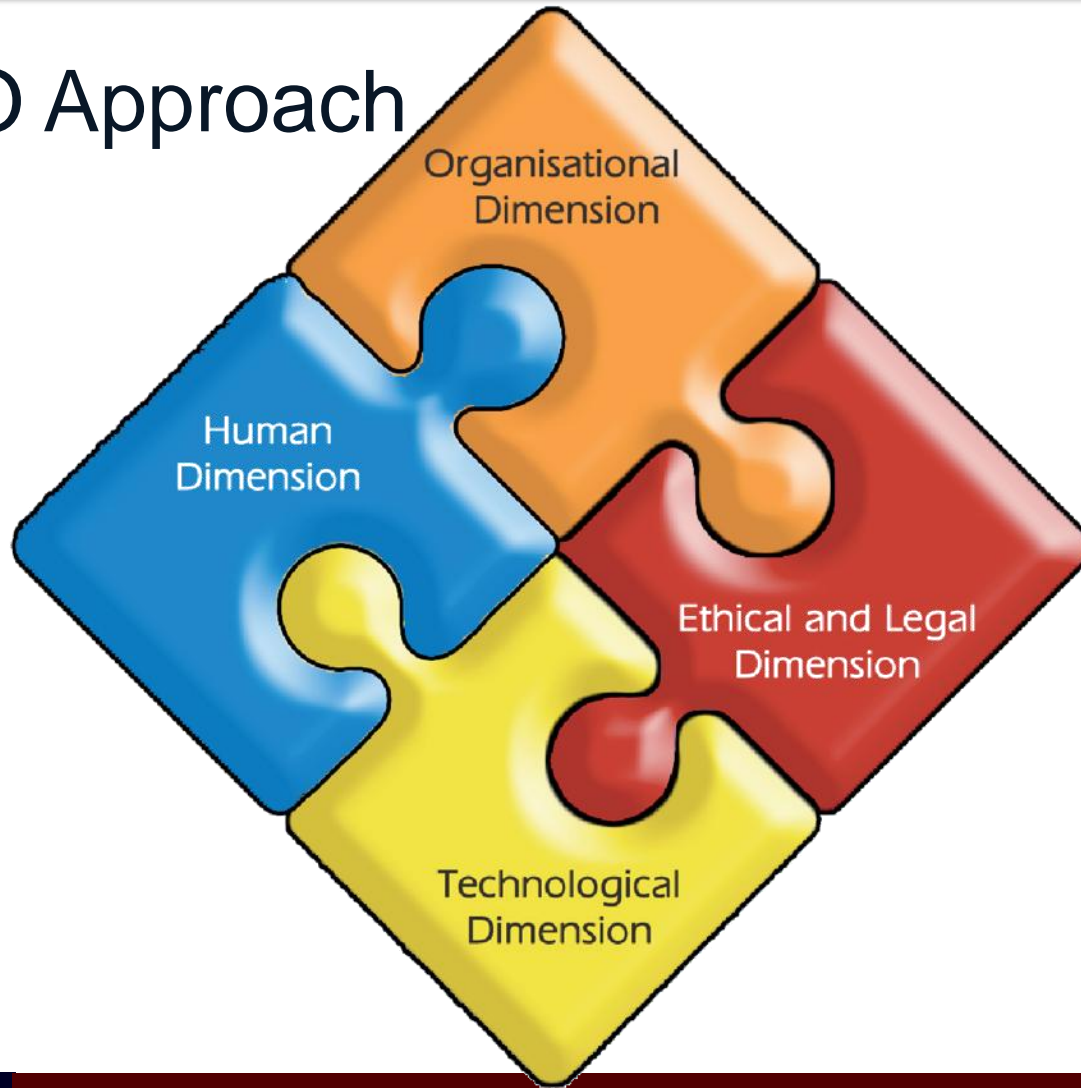 Approach
Organisational
Dimension
Human
Dimension
Ethical and Legal
Dimension
Technological
Dimension